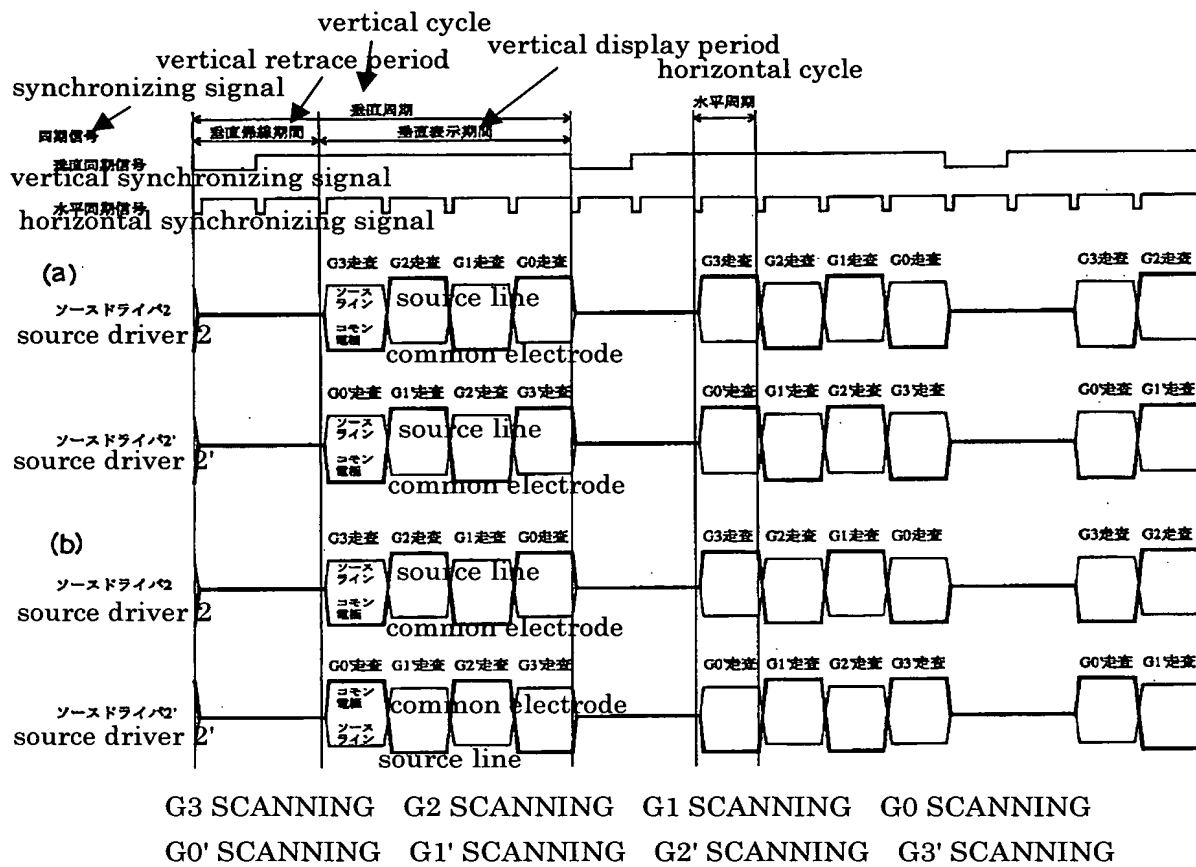 vertical cycle
vertical retrace period
vertical display period
horizontal cycle
synchronizing signal
垂直周期
水平周期
同期信号
垂直帰線期間
垂直表示期間
垂直同期信号
vertical synchronizing signal
水平同期信号
horizontal synchronizing signal
(a)
G3走査 G2走査 G1走査 G0走査 G3走査 G2走査 G1走査 G0走査 G3走査 G2走査
ソースドライバ2
source driver 2
ソース
ライン
source line
コモン
電極
common electrode
G0'走査 G1'走査 G2'走査 G3'走査 G0'走査 G1'走査 G2'走査 G3'走査 G0'走査 G1'走査
ソースドライバ2'
source driver 2'
ソース
ライン
source line
コモン
電極
common electrode
(b)
G3走査 G2走査 G1走査 G0走査 G3走査 G2走査 G1走査 G0走査 G3走査 G2走査
ソースドライバ2
source driver 2
ソース
ライン
source line
コモン
電極
common electrode
G0'走査 G1'走査 G2'走査 G3'走査 G0'走査 G1'走査 G2'走査 G3'走査 G0'走査 G1'走査
ソースドライバ2'
source driver 2'
コモン
電極
common electrode
ソース
ライン
source line
G3 SCANNING G2 SCANNING G1 SCANNING G0 SCANNING
G0' SCANNING G1' SCANNING G2' SCANNING G3' SCANNING